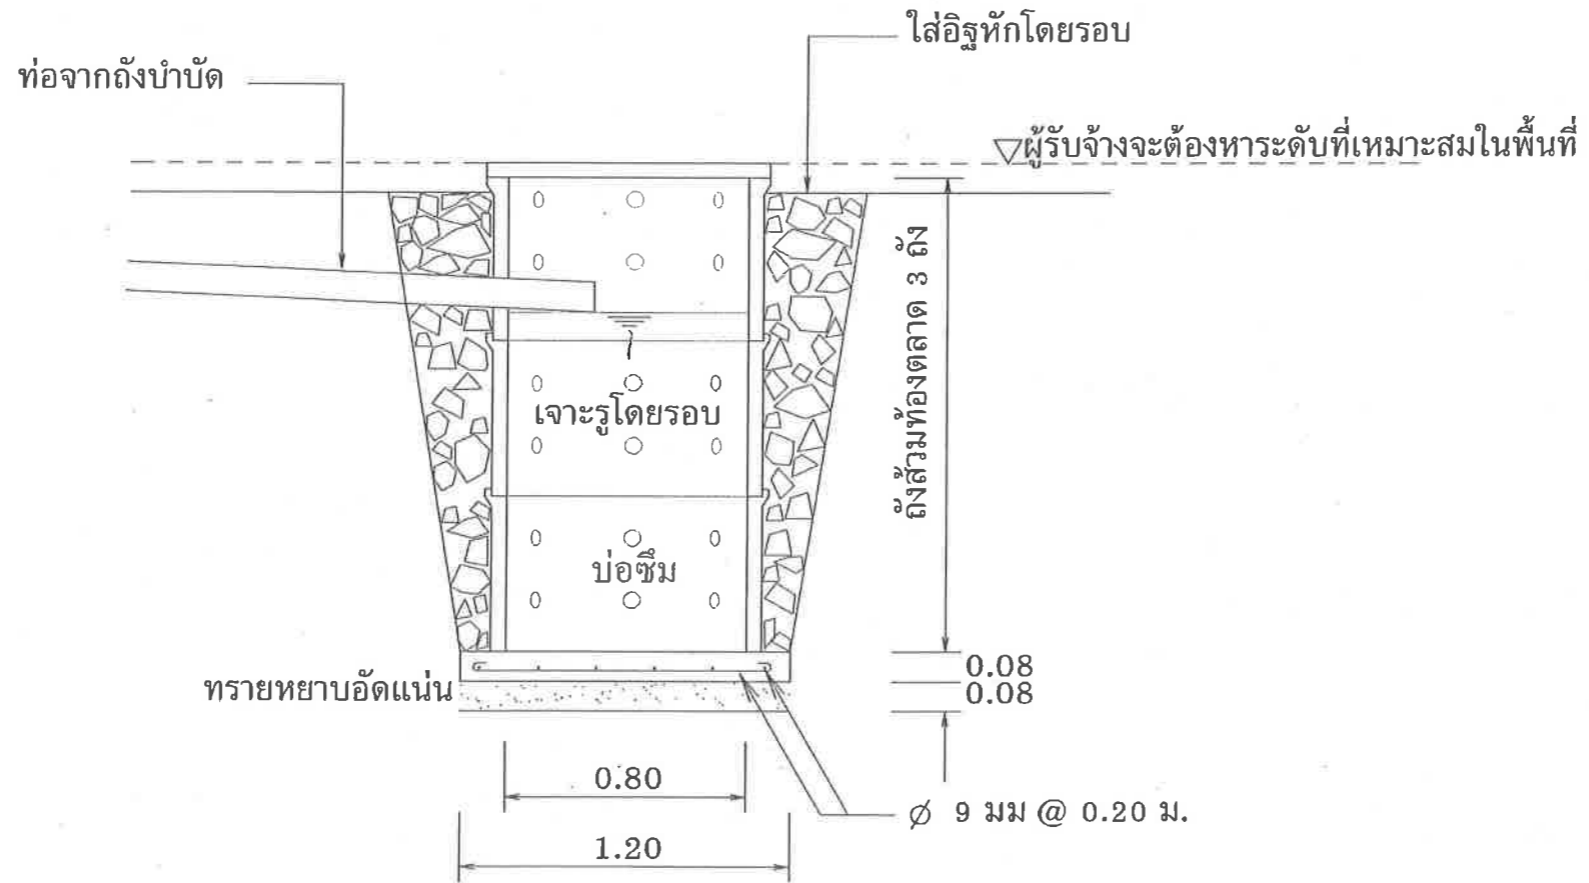 ใส่อิฐหักโดยรอบ
ท่อจากถังบำบัด
ผู้รับจ้างจะต้องหาระดับที่เหมาะสมในพื้นที่
ถังส้วมท้องตลาด 3 ถัง
เจาะรูโดยรอบ
บ่อซึม
0.08
ทรายหยาบอัดแน่น
0.08
0.80
Ø 9 มม @ 0.20 ม.
1.20